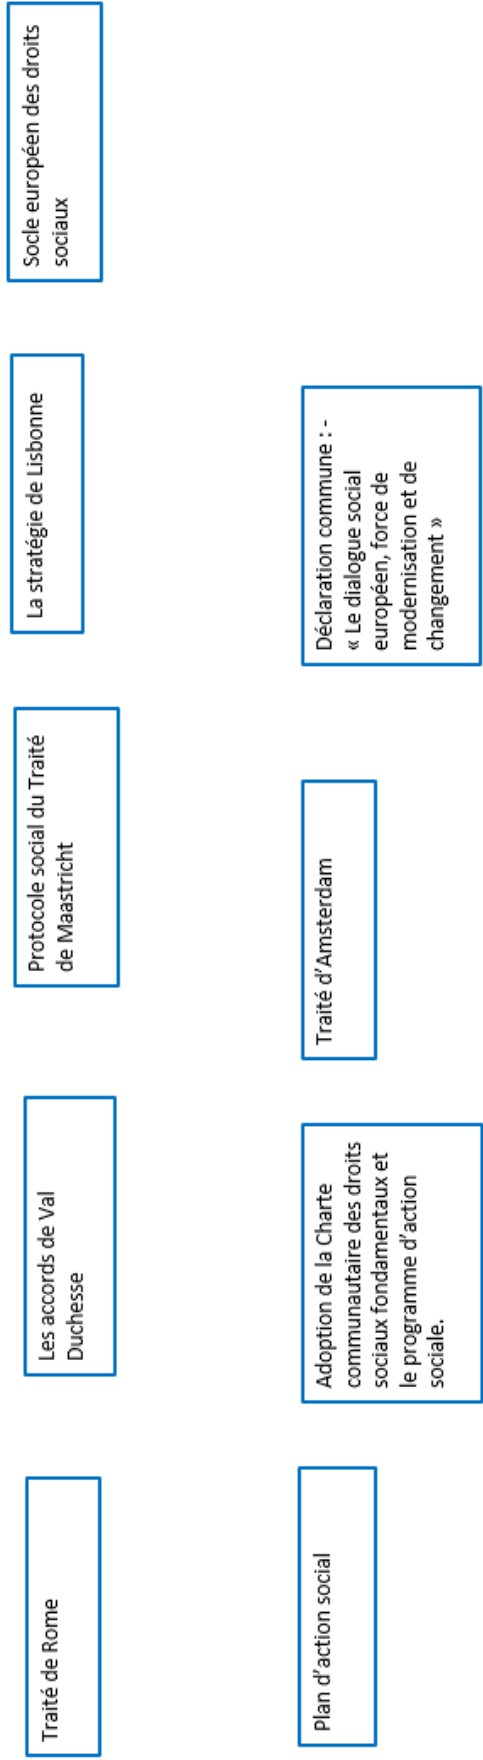 Traité de Rome
Les accords de Val
Duchesse
Protocole social du Traité
de Maastricht
La stratégie de Lisbonne
Socle européen des droits
sociaux
Plan d'action social
Adoption de la Charte
communautaire des droits
sociaux fondamentaux et
le programme d'action
sociale.
Traité d'Amsterdam
Déclaration commune : -
« Le dialogue social
européen, force de
modernisation et de
changement »